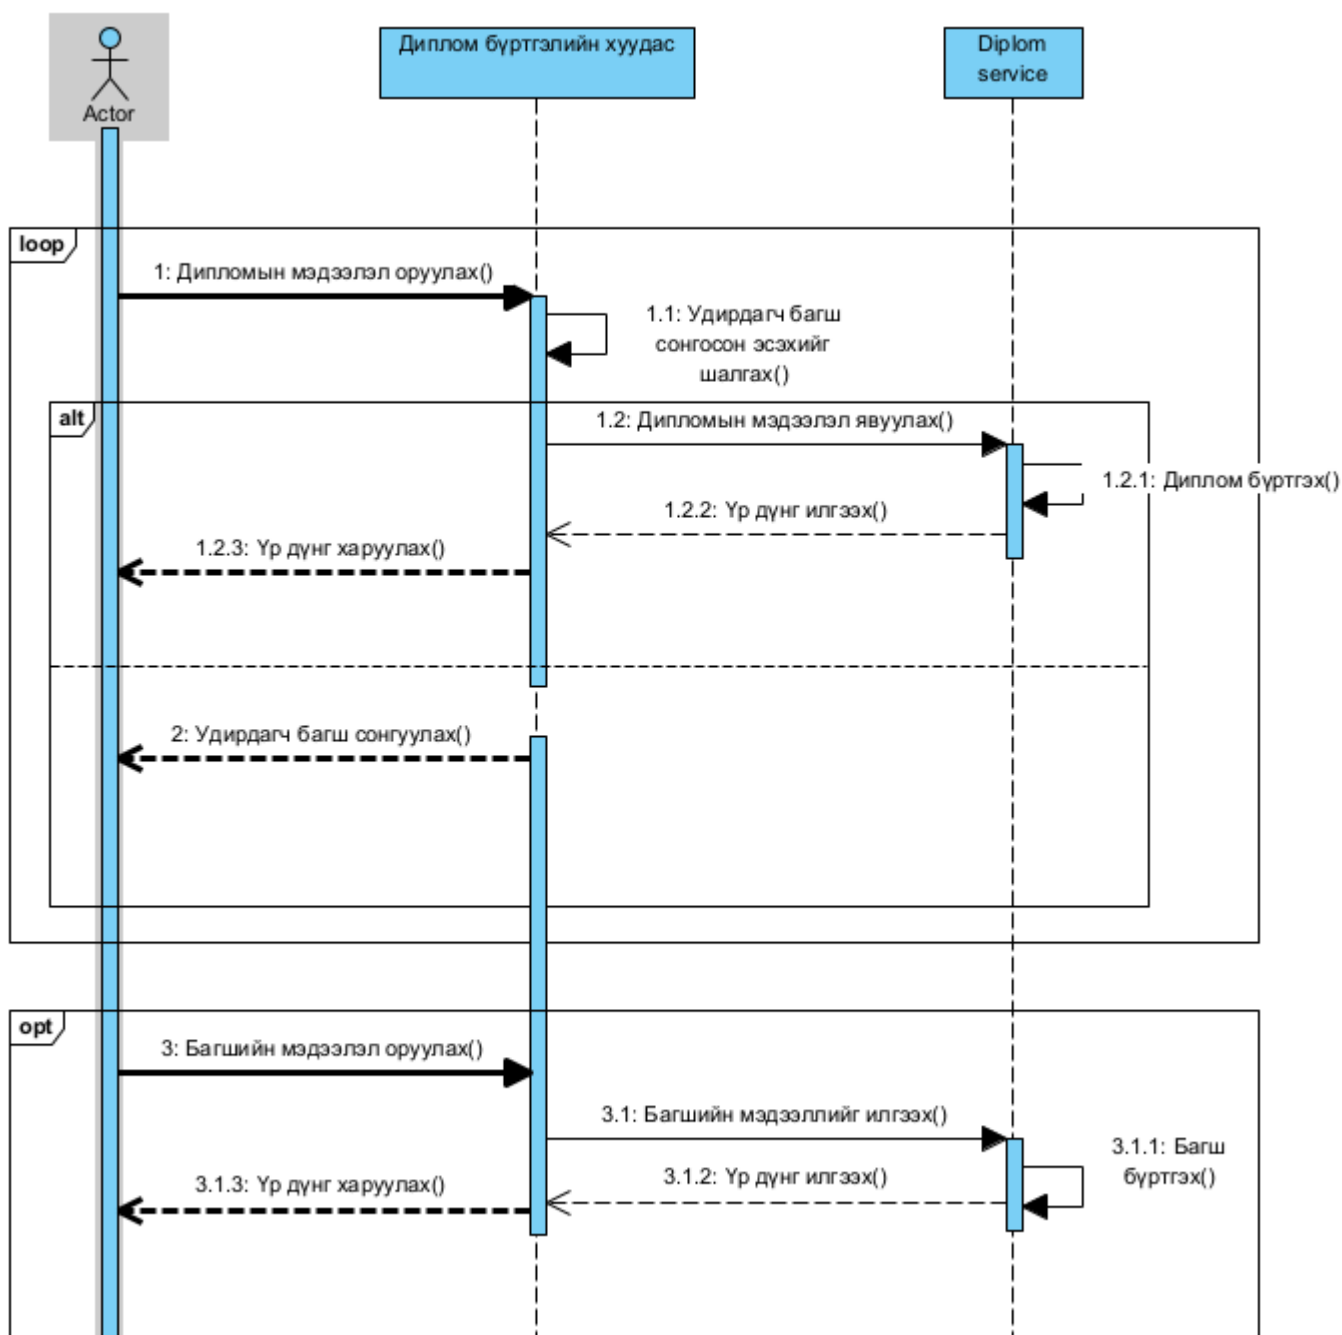 Actor
Диплом бүртгэлийн хуудас
Diplom
service
loop
1: Дипломын мэдээлэл оруулах()
1.1: Удирдагч багш
сонгосон эсэхийг
шалгах()
alt
1.2: Дипломын мэдээлэл явуулах()
1.2.1: Диплом бүртгэх()
1.2.2: Үр дүнг илгээх()
1.2.3: Үр дүнг харуулах()
2: Удирдагч багш сонгуулах()
opt
3: Багшийн мэдээлэл оруулах()
3.1: Багшийн мэдээллийг илгээх()
3.1.1: Багш
бүртгэх()
3.1.2: Үр дүнг илгээх()
3.1.3: Үр дүнг харуулах()